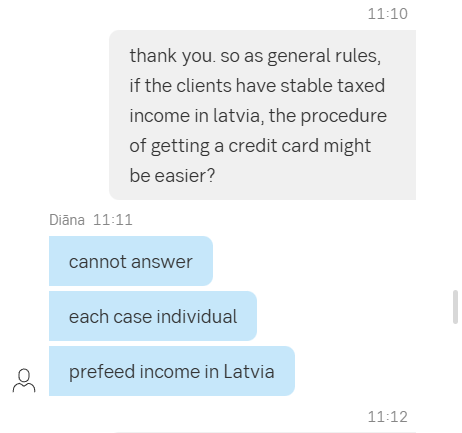 11:10
thank you. so as general rules,
if the clients have stable taxed
income in latvia, the procedure
of getting a credit card might
be easier?
Diāna 11:11
cannot answer
each case individual
prefeed income in Latvia
11:12